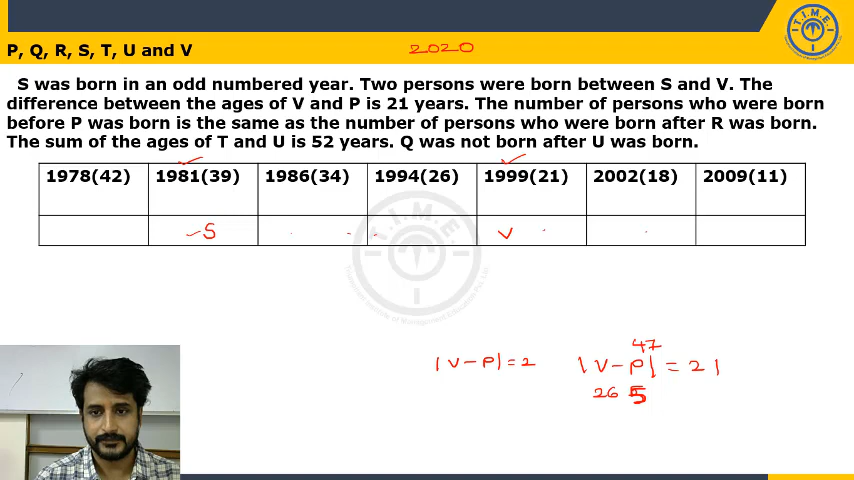 T.I.M.E.
P, Q, R, S, T, U and V
2020
S was born in an odd numbered year. Two persons were born between S and V. The
difference between the ages of V and P is 21 years. The number of persons who were born
before P was born is the same as the number of persons who were born after R was born.
The sum of the ages of T and U is 52 years. Q was not born after U was born.
1978(42) 1981(39) 1986(34) 1994(26) 1999(21) 2002(18) 2009(11)
S V
T.I.M.E.
47
|V-P|=2 |V-P|=21
26 5